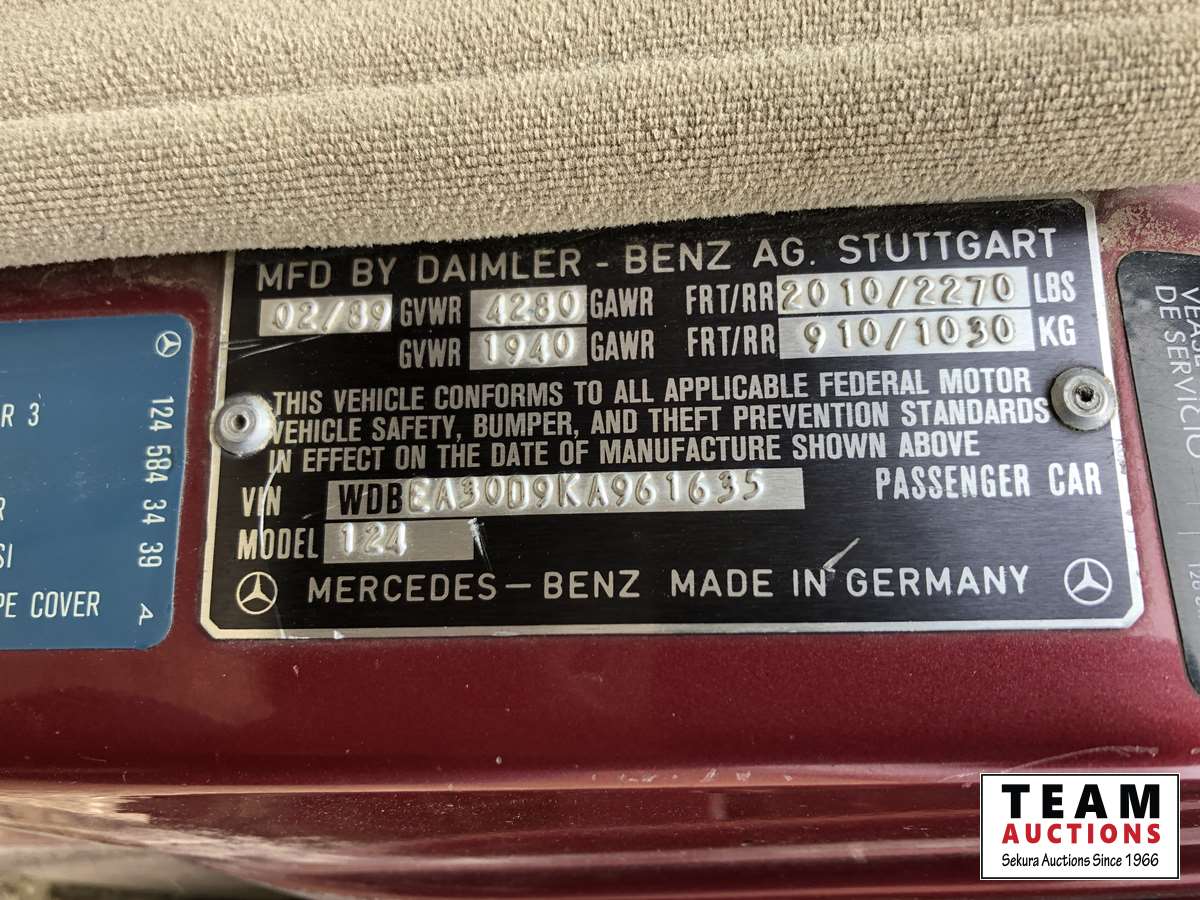 MFD BY DAIMLER - BENZ AG. STUTTGART
02/89 GVWR 4280 GAWR FRT/RR 2010/2270 LBS
GVWR 1940 GAWR FRT/RR 910/1030 KG
THIS VEHICLE CONFORMS TO ALL APPLICABLE FEDERAL MOTOR
VEHICLE SAFETY, BUMPER, AND THEFT PREVENTION STANDARDS
IN EFFECT ON THE DATE OF MANUFACTURE SHOWN ABOVE
VIN WDBEA30D9KA961635 PASSENGER CAR
MODEL 124
MERCEDES-BENZ MADE IN GERMANY
R 3
R
SI
PE COVER
124 584 34 39 A
DE SERVICIO
TEAM
AUCTIONS
Sekura Auctions Since 1966